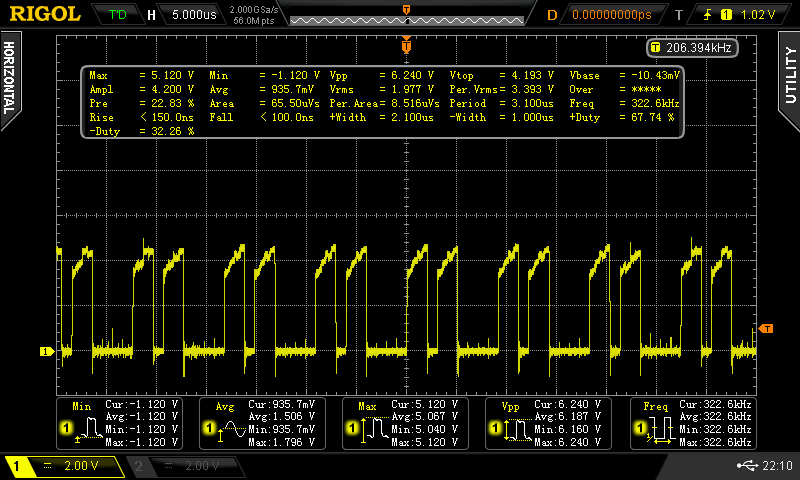 RIGOL T'D H 5.000us 2.000GSa/s 56.0M pts T D 0.00000000ps T 1 1.02 V
HORIZONTAL
UTILITY
T 206.394kHz
Max = 5.120 V Min = -1.120 V Vpp = 6.240 V Vtop = 4.193 V Vbase = -10.43mV
Ampl = 4.200 V Avg = 935.7mV Vrms = 1.977 V Per.Vrms= 3.393 V Over = *****
Pre = 22.83 % Area = 65.50uVs Per.Area= 8.516uVs Period = 3.100us Freq = 322.6kHz
Rise < 150.0ns Fall < 100.0ns +Width = 2.100us -Width = 1.000us +Duty = 67.74 %
-Duty = 32.26 %
T
1
T
Min Cur:-1.120 V
Avg:-1.120 V
1 Min:-1.120 V
Max:-1.120 V
Avg Cur:935.7mV
Avg:1.506 V
1 Min:935.7mV
Max:1.796 V
Max Cur:5.120 V
Avg:5.067 V
1 Min:5.040 V
Max:5.120 V
Vpp Cur:6.240 V
Avg:6.187 V
1 Min:6.160 V
Max:6.240 V
Freq Cur:322.6kHz
Avg:322.6kHz
1 Min:322.6kHz
Max:322.6kHz
1 = 2.00 V 2 = 2.00 V 22:10